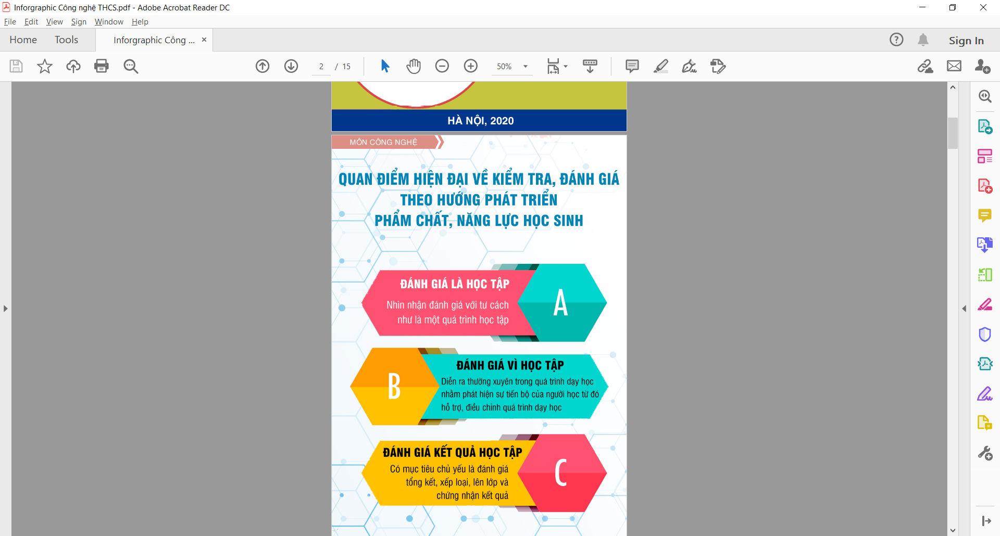 Inforgraphic Công nghệ THCS.pdf - Adobe Acrobat Reader DC
File Edit View Sign Window Help
Home Tools Inforgraphic Công ... × Sign In
2 / 15 50%
HÀ NỘI, 2020
MÔN CÔNG NGHỆ
QUAN ĐIỂM HIỆN ĐẠI VỀ KIỂM TRA, ĐÁNH GIÁ
THEO HƯỚNG PHÁT TRIỂN
PHẨM CHẤT, NĂNG LỰC HỌC SINH
ĐÁNH GIÁ LÀ HỌC TẬP
Nhìn nhận đánh giá với tư cách
như là một quá trình học tập
A
B
ĐÁNH GIÁ VÌ HỌC TẬP
Diễn ra thường xuyên trong quá trình dạy học
nhằm phát hiện sự tiến bộ của người học từ đó
hỗ trợ, điều chỉnh quá trình dạy học
ĐÁNH GIÁ KẾT QUẢ HỌC TẬP
Có mục tiêu chủ yếu là đánh giá
tổng kết, xếp loại, lên lớp và
chứng nhận kết quả
C